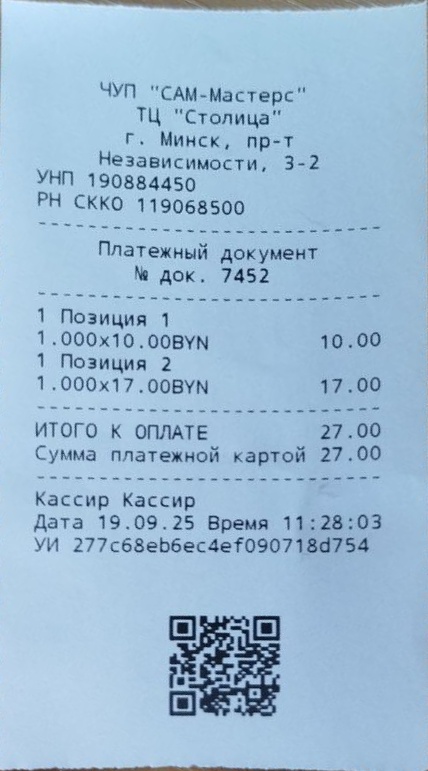 ЧУП "САМ-Мастерс"
ТЦ "Столица"
г. Минск, пр-т
Независимости, 3-2
УНП 190884450
РН СККО 119068500
Платежный документ
№ док. 7452
1 Позиция 1
1.000x10.00BYN 10.00
1 Позиция 2
1.000x17.00BYN 17.00
ИТОГО К ОПЛАТЕ 27.00
Сумма платежной картой 27.00
Кассир Кассир
Дата 19.09.25 Время 11:28:03
УИ 277c68eb6ec4ef090718d754